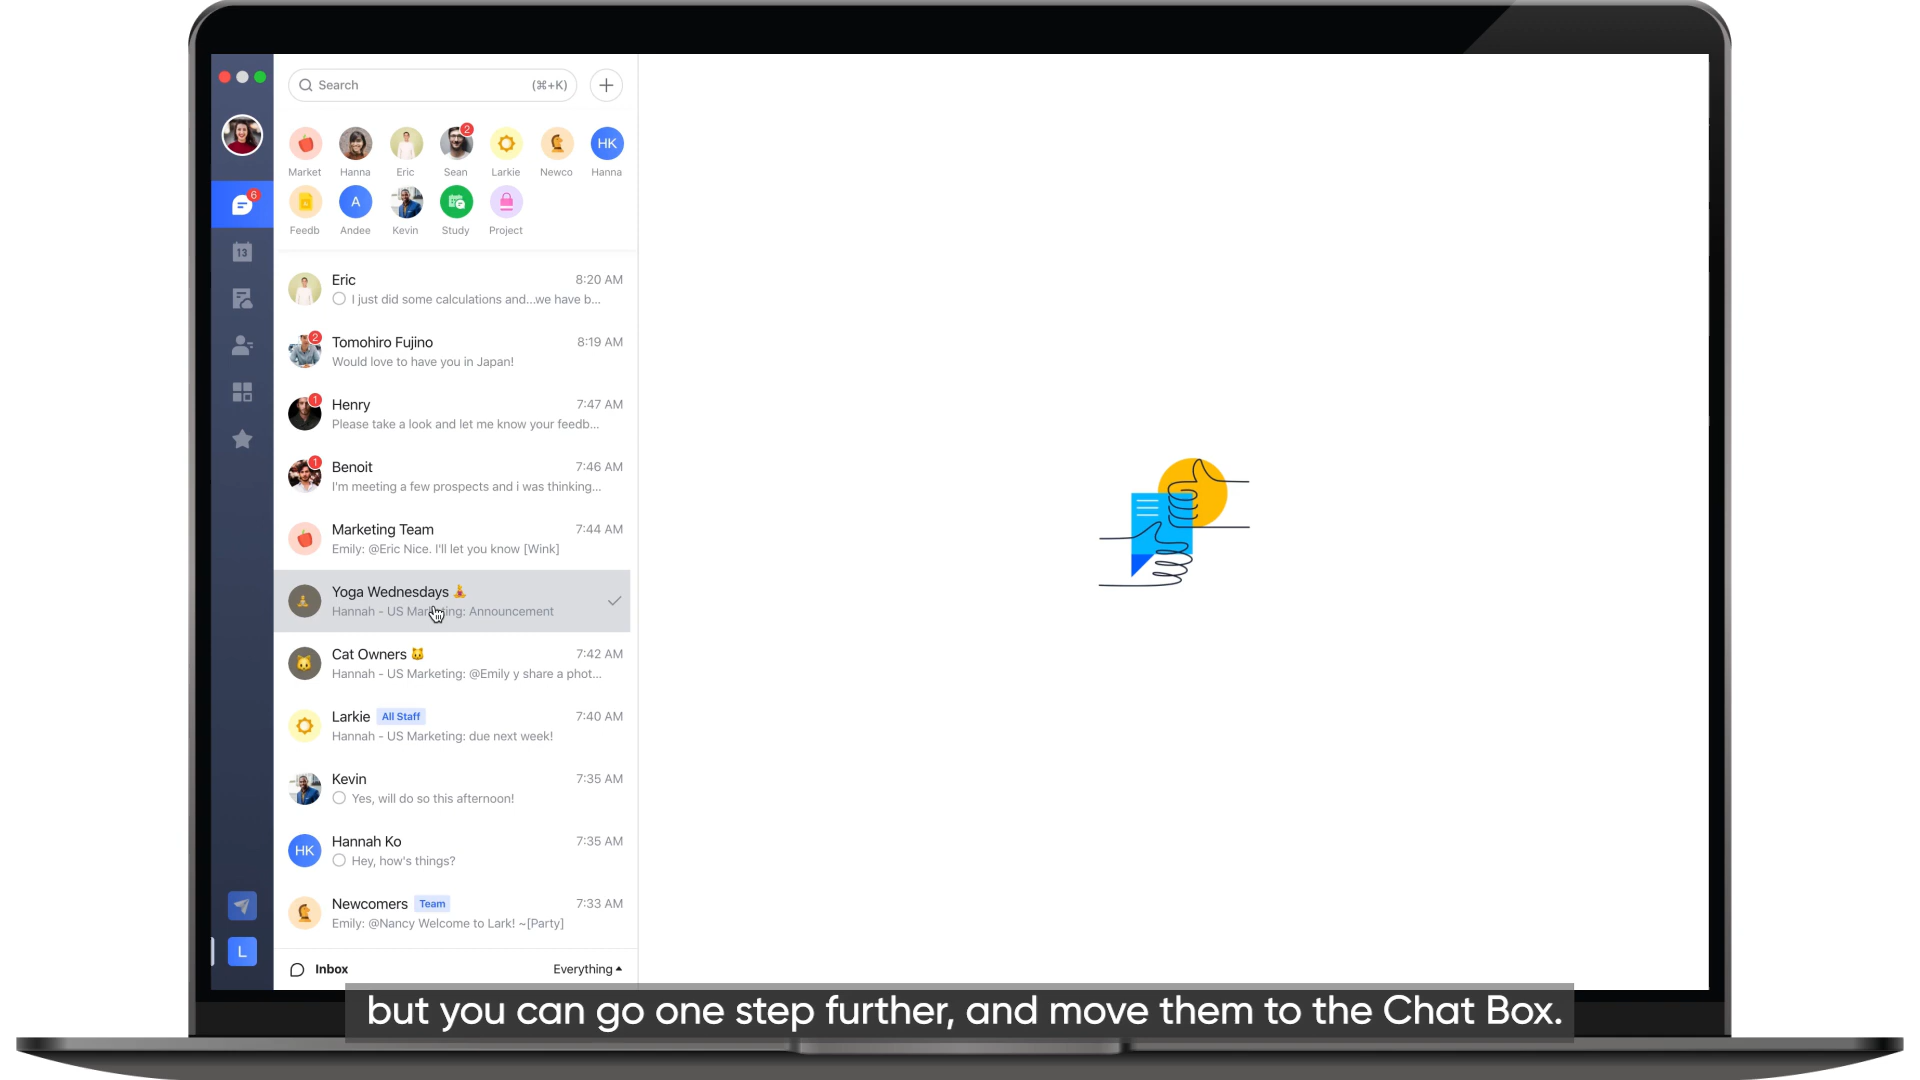 Search (⌘+K)
2
HK
Market Hanna Eric Sean Larkie Newco Hanna
6
A
Feedb Andee Kevin Study Project
13
Eric 8:20 AM
I just did some calculations and...we have b...
2
Tomohiro Fujino 8:19 AM
Would love to have you in Japan!
1
Henry 7:47 AM
Please take a look and let me know your feedb...
1
Benoit 7:46 AM
I'm meeting a few prospects and i was thinking...
Marketing Team 7:44 AM
Emily: @Eric Nice. I'll let you know [Wink]
Yoga Wednesdays 🧘
Hannah - US Marketing: Announcement
Cat Owners 🐱 7:42 AM
Hannah - US Marketing: @Emily y share a phot...
Larkie All Staff 7:40 AM
Hannah - US Marketing: due next week!
Kevin 7:35 AM
Yes, will do so this afternoon!
HK
Hannah Ko 7:35 AM
Hey, how's things?
Newcomers Team 7:33 AM
Emily: @Nancy Welcome to Lark! ~[Party]
L
Inbox Everything
but you can go one step further, and move them to the Chat Box.